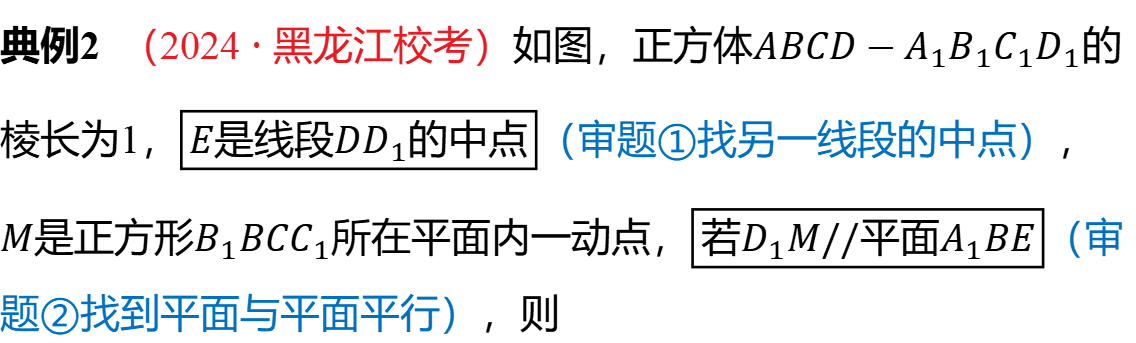 典例2 （2024·黑龙江校考）如图，正方体ABCD－A₁B₁C₁D₁的
棱长为1，E是线段DD₁的中点（审题①找另一线段的中点），
M是正方形B₁BCC₁所在平面内一动点，若D₁M//平面A₁BE（审
题②找到平面与平面平行），则